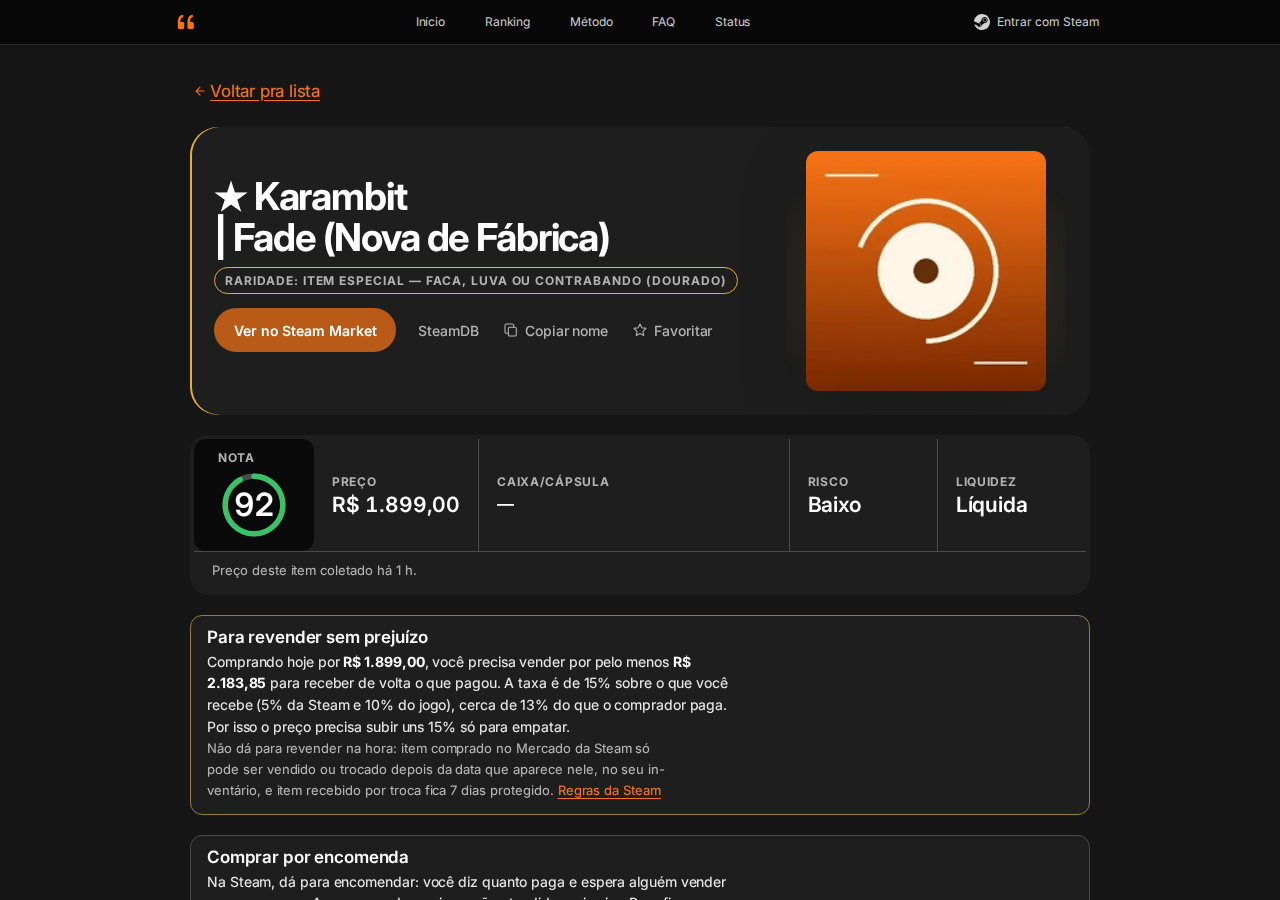 Início Ranking Método FAQ Status Entrar com Steam
← Voltar pra lista
★ Karambit
| Fade (Nova de Fábrica)
RARIDADE: ITEM ESPECIAL — FACA, LUVA OU CONTRABANDO (DOURADO)
Ver no Steam Market SteamDB Copiar nome Favoritar
NOTA
92
PREÇO
R$ 1.899,00
CAIXA/CÁPSULA
—
RISCO
Baixo
LIQUIDEZ
Líquida
Preço deste item coletado há 1 h.
Para revender sem prejuízo
Comprando hoje por R$ 1.899,00, você precisa vender por pelo menos R$
2.183,85 para receber de volta o que pagou. A taxa é de 15% sobre o que você
recebe (5% da Steam e 10% do jogo), cerca de 13% do que o comprador paga.
Por isso o preço precisa subir uns 15% só para empatar.
Não dá para revender na hora: item comprado no Mercado da Steam só
pode ser vendido ou trocado depois da data que aparece nele, no seu in-
ventário, e item recebido por troca fica 7 dias protegido. Regras da Steam
Comprar por encomenda
Na Steam, dá para encomendar: você diz quanto paga e espera alguém vender